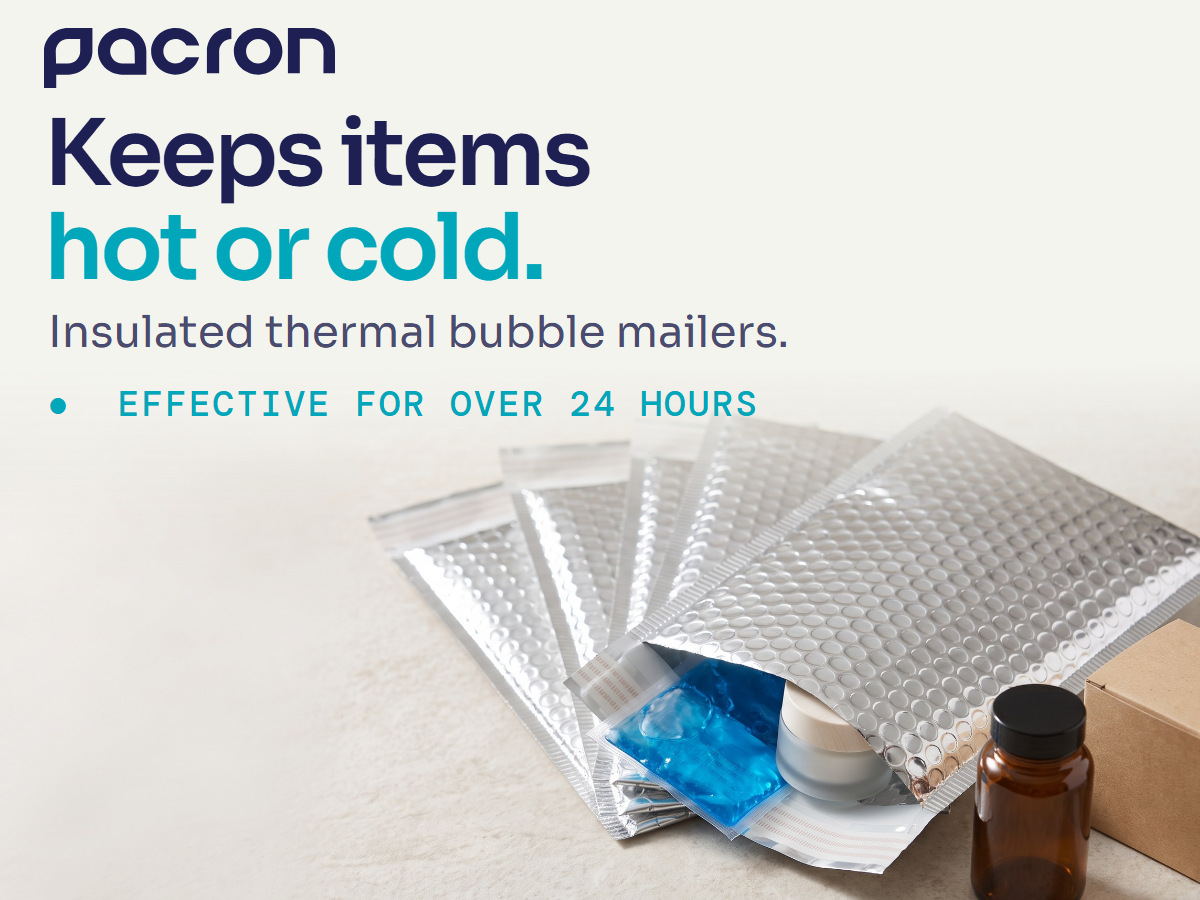 pacron
Keeps items
hot or cold.
Insulated thermal bubble mailers.
• EFFECTIVE FOR OVER 24 HOURS